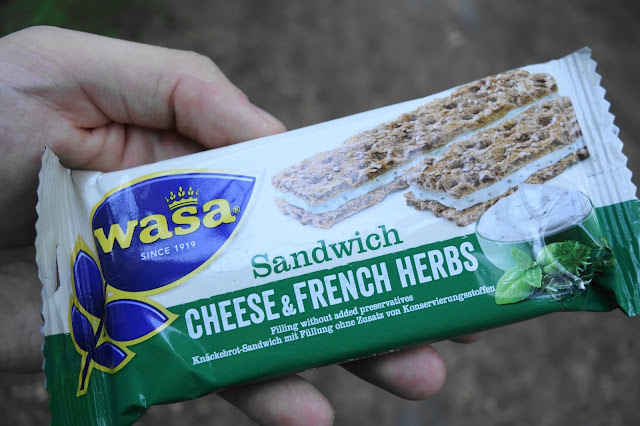 wasa®
SINCE 1919
Sandwich
CHEESE & FRENCH HERBS
Filling without added preservatives
Knäckebrot-Sandwich mit Füllung ohne Zusatz von Konservierungsstoffen